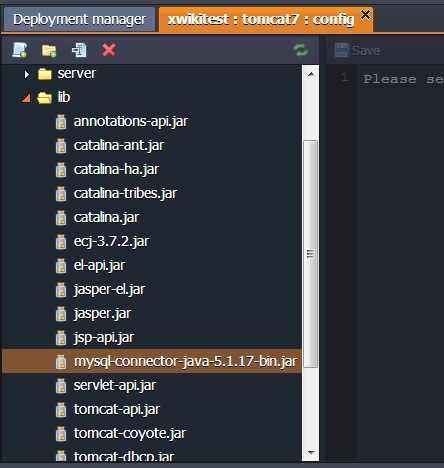 Deployment manager
xwikitest : tomcat7 : config
Save
server
1 Please se
lib
annotations-api.jar
catalina-ant.jar
catalina-ha.jar
catalina-tribes.jar
catalina.jar
ecj-3.7.2.jar
el-api.jar
jasper-el.jar
jasper.jar
jsp-api.jar
mysql-connector-java-5.1.17-bin.jar
servlet-api.jar
tomcat-api.jar
tomcat-coyote.jar
tomcat-dbcp.jar